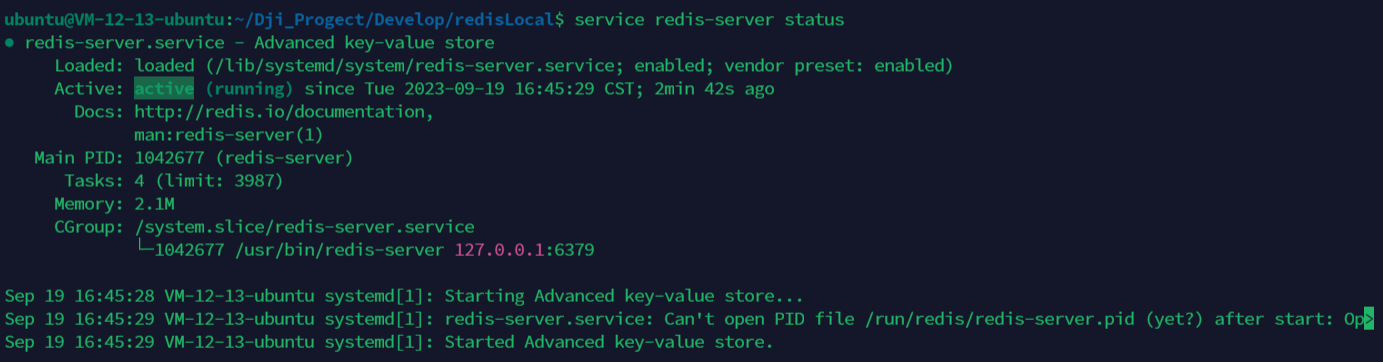 ubuntu@VM-12-13-ubuntu:~/Dji_Progect/Develop/redisLocal$ service redis-server status
● redis-server.service - Advanced key-value store
Loaded: loaded (/lib/systemd/system/redis-server.service; enabled; vendor preset: enabled)
Active: active (running) since Tue 2023-09-19 16:45:29 CST; 2min 42s ago
Docs: http://redis.io/documentation,
man:redis-server(1)
Main PID: 1042677 (redis-server)
Tasks: 4 (limit: 3987)
Memory: 2.1M
CGroup: /system.slice/redis-server.service
└─1042677 /usr/bin/redis-server 127.0.0.1:6379
Sep 19 16:45:28 VM-12-13-ubuntu systemd[1]: Starting Advanced key-value store...
Sep 19 16:45:29 VM-12-13-ubuntu systemd[1]: redis-server.service: Can't open PID file /run/redis/redis-server.pid (yet?) after start: Op>
Sep 19 16:45:29 VM-12-13-ubuntu systemd[1]: Started Advanced key-value store.